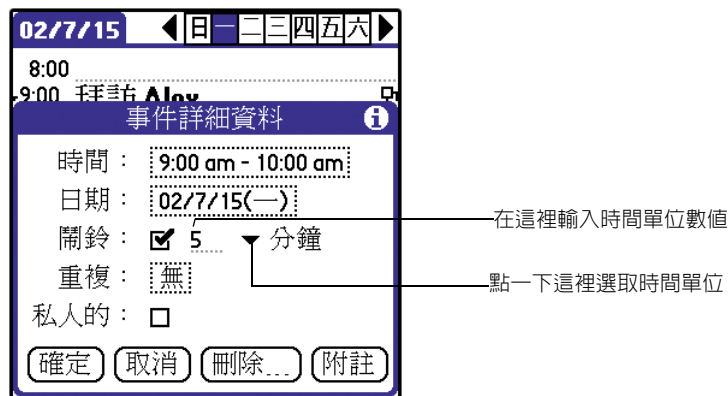 02/7/15 日 一 二 三 四 五 六
8:00
9:00 拜訪 Alex
事件詳細資料
時間： 9:00 am - 10:00 am
日期： 02/7/15(一)
鬧鈴： 5 分鐘
在這裡輸入時間單位數值
重複： 無
點一下這裡選取時間單位
私人的：
確定 取消 刪除... 附註